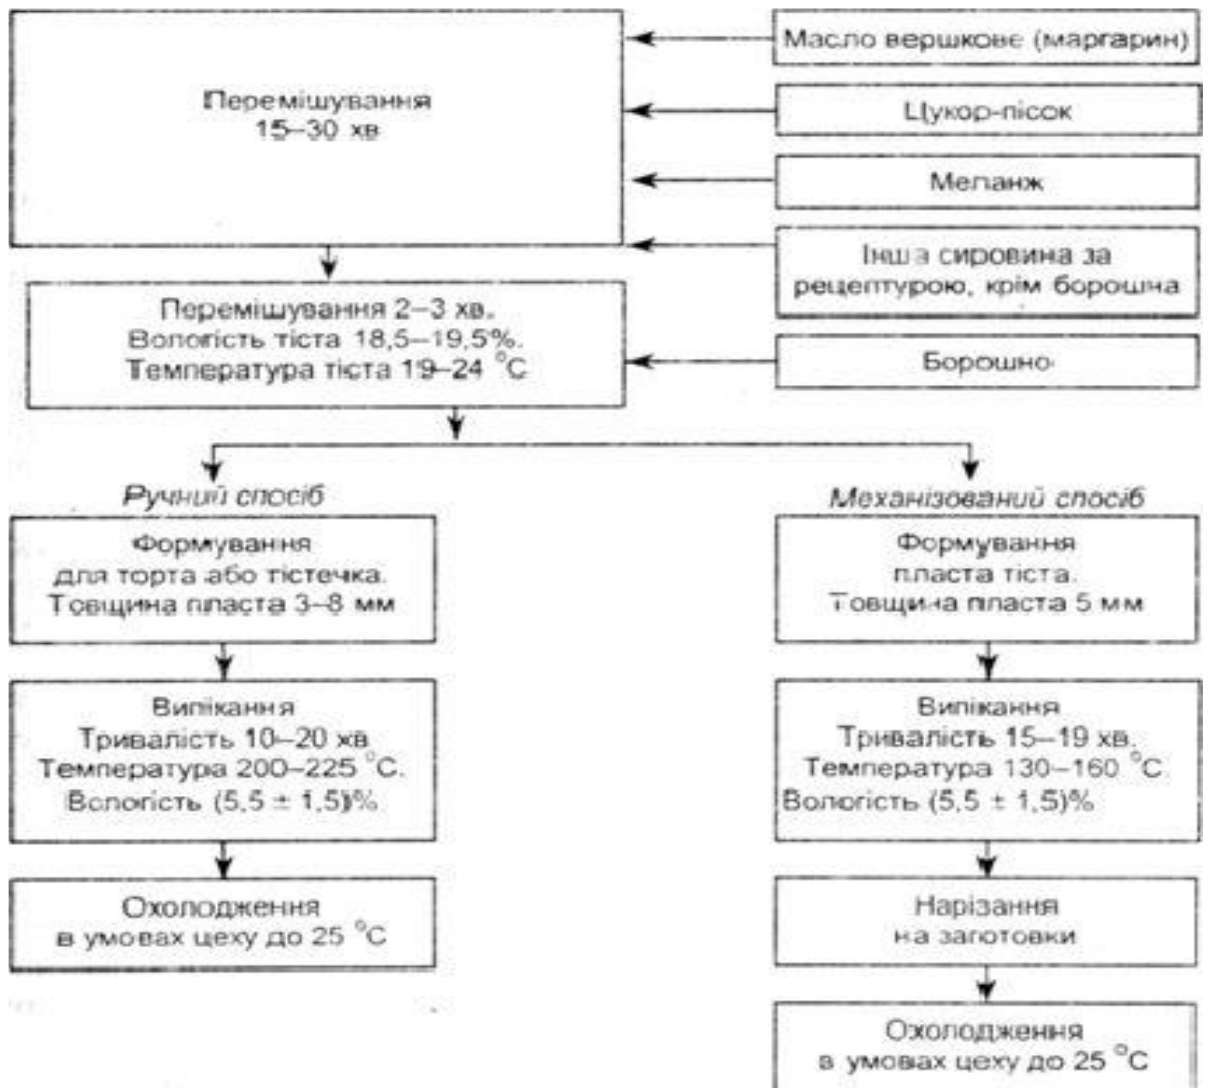 Перемішування
15–30 хв
Масло вершкове (маргарин)
Цукор-пісок
Меланж
Інша сировина за
рецептурою, крім борошна
Перемішування 2–3 хв.
Вологість тіста 18,5–19,5%.
Температура тіста 19–24 °С
Борошно
Ручний спосіб
Формування
для торта або тістечка.
Товщина пласта 3–8 мм
Випікання
Тривалість 10–20 хв
Температура 200–225 °С.
Вологість (5,5 ± 1,5)%
Охолодження
в умовах цеху до 25 °С
Механізований спосіб
Формування
пласта тіста.
Товщина пласта 5 мм
Випікання
Тривалість 15–19 хв.
Температура 130–160 °С
Вологість (5,5 ± 1,5)%
Нарізання
на заготовки
Охолодження
в умовах цеху до 25 °С